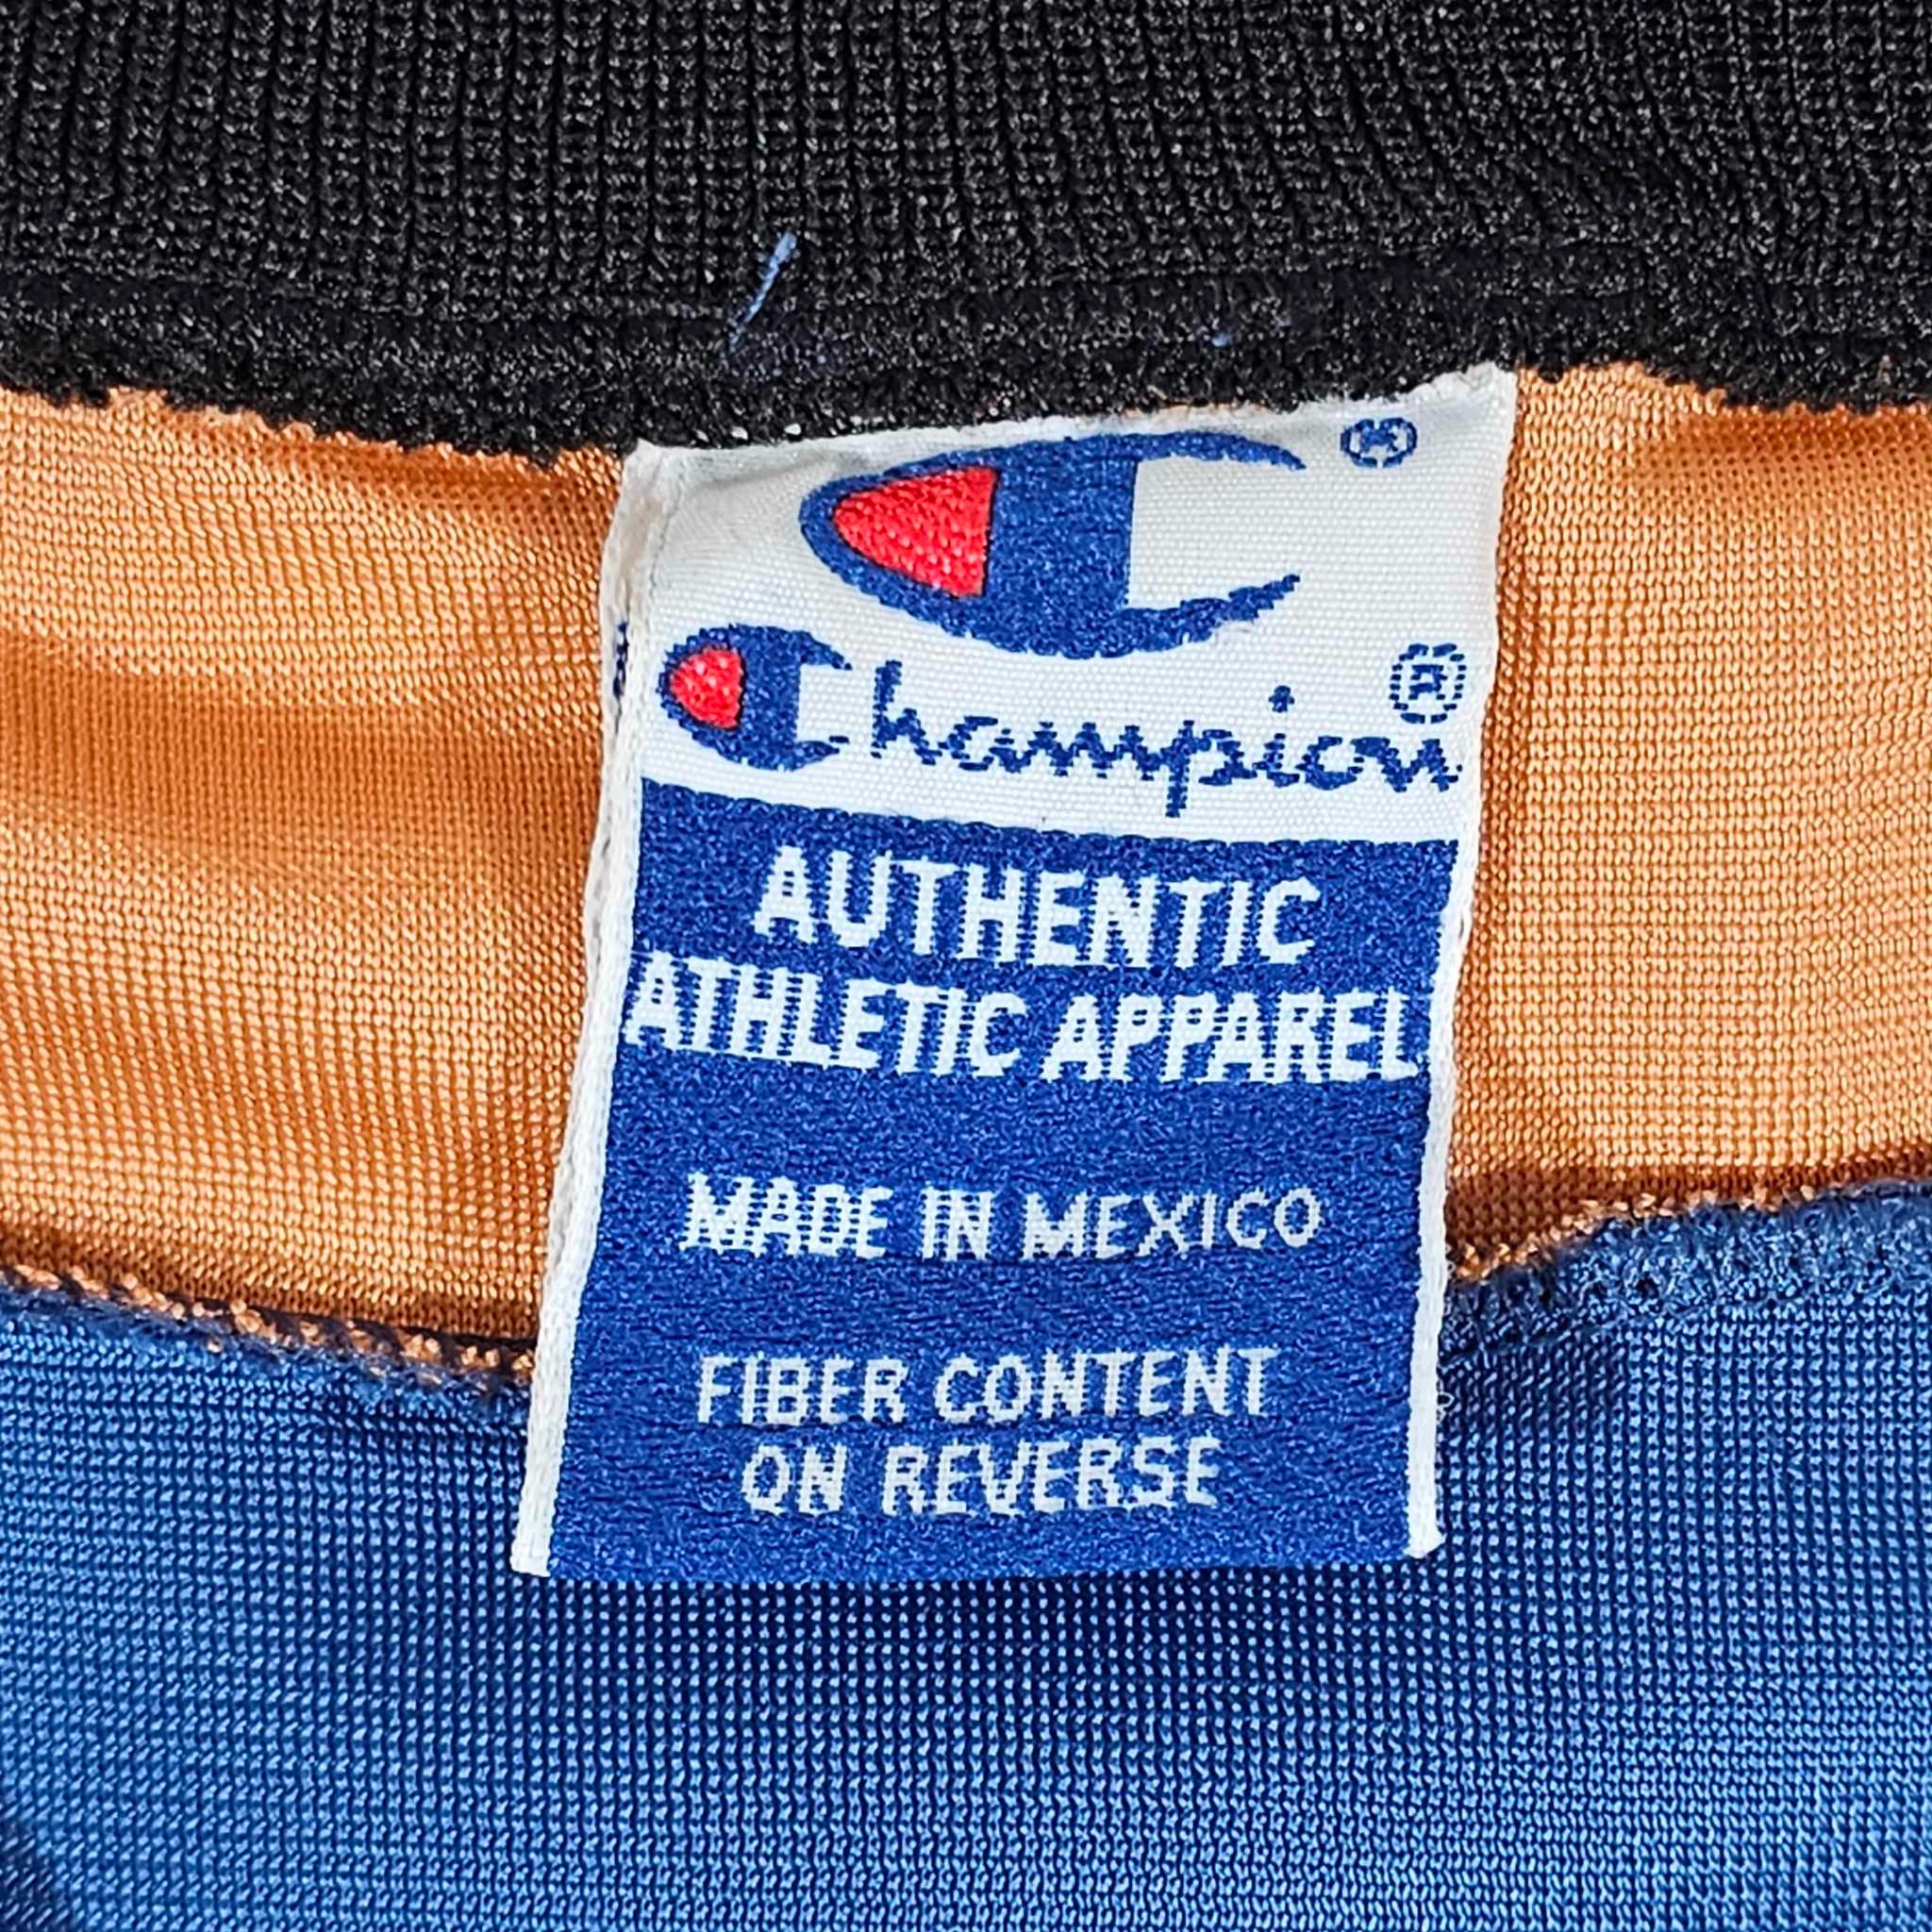 C®
Champion®
AUTHENTIC
ATHLETIC APPAREL
MADE IN MEXICO
FIBER CONTENT
ON REVERSE